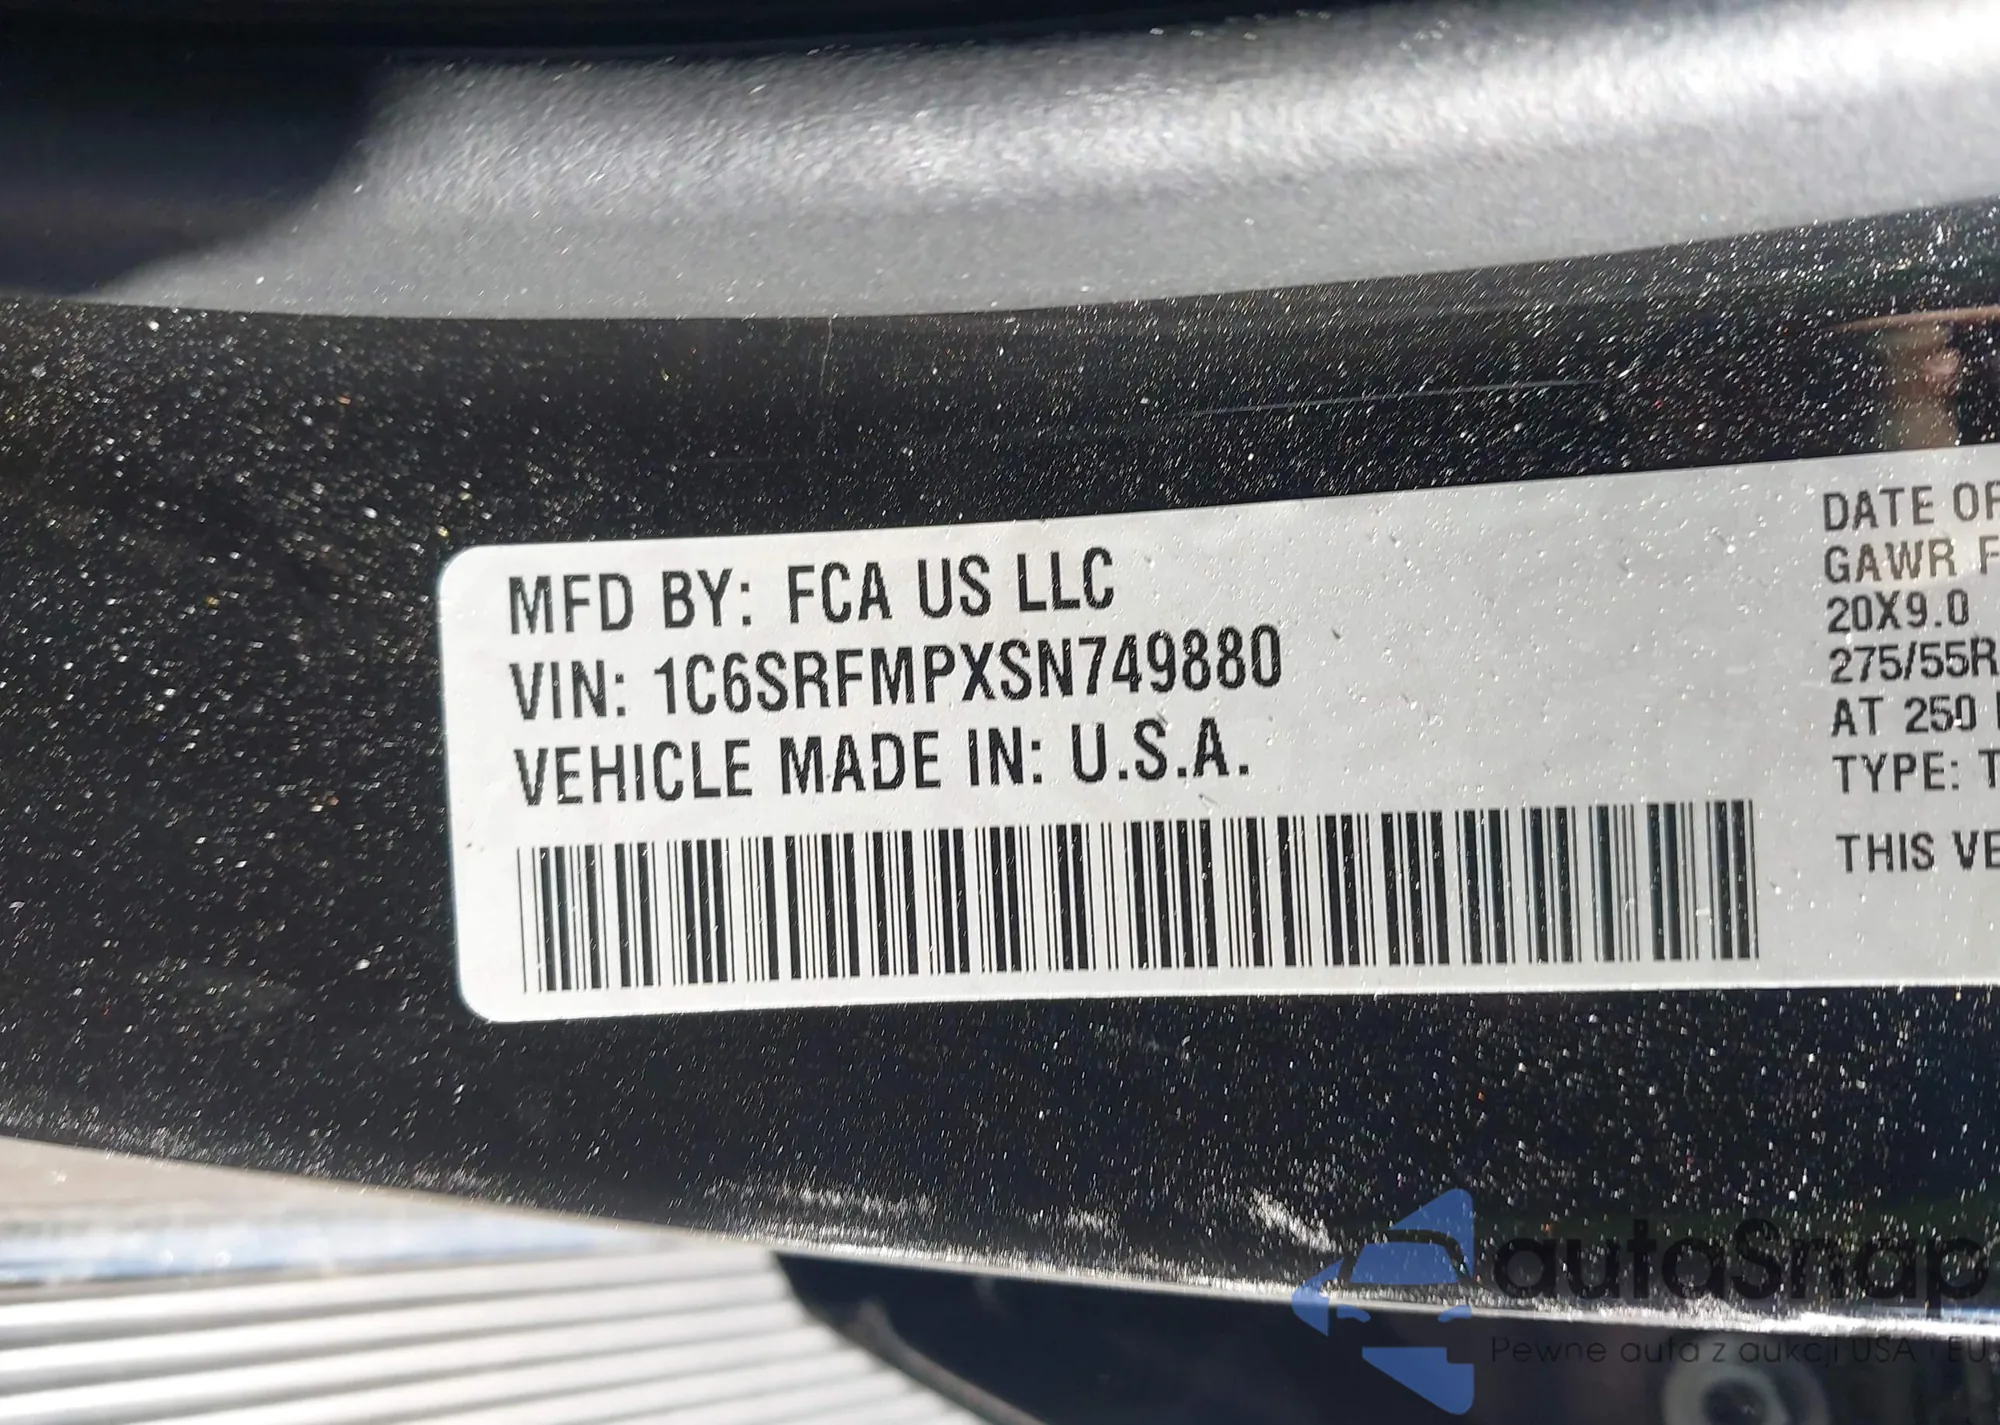 MFD BY: FCA US LLC
VIN: 1C6SRFMPXSN749880
VEHICLE MADE IN: U.S.A.
DATE OF
GAWR F
20X9.0
275/55R
AT 250
TYPE: T
THIS VE
autoSnap
Pewne auta z aukcji USA i EU